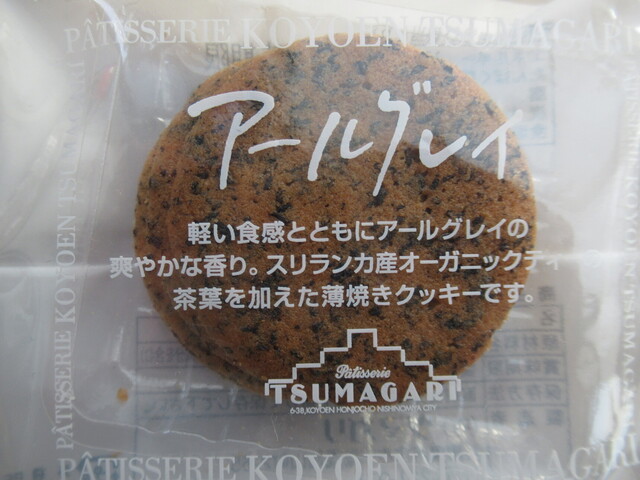 PÂTISSERIE KOYOEN TSUMAGARI
アールグレイ
軽い食感とともにアールグレイの
爽やかな香り。スリランカ産オーガニックティ
茶葉を加えた薄焼きクッキーです。
Pâtisserie
TSUMAGARI
6-38,KOYOEN HONJOCHO NISHINOMIYA CITY
PÂTISSERIE KOYOEN TSUMAGARI
PÂTISSERIE KOYOEN TSUMAGARI